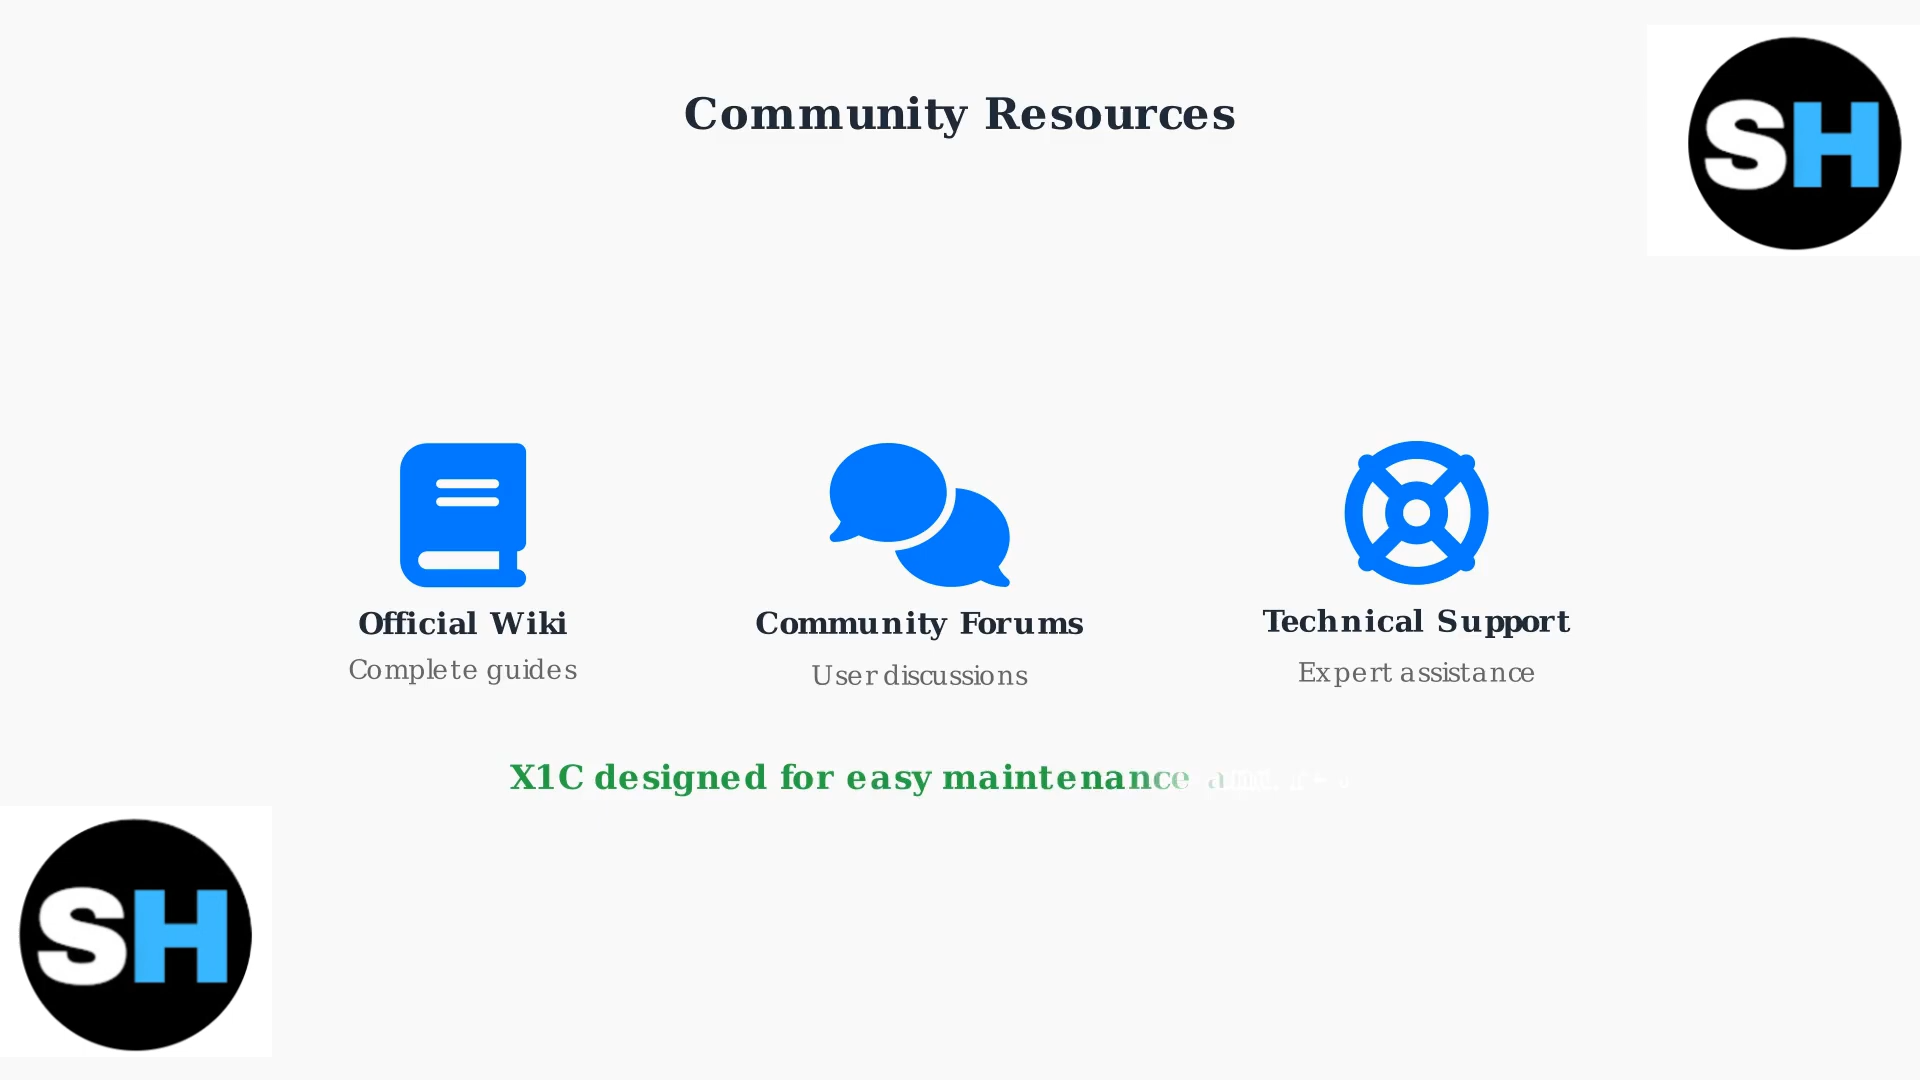 Community Resources
SH
Official Wiki
Complete guides
Community Forums
User discussions
Technical Support
Expert assistance
X1C designed for easy maintenance
SH